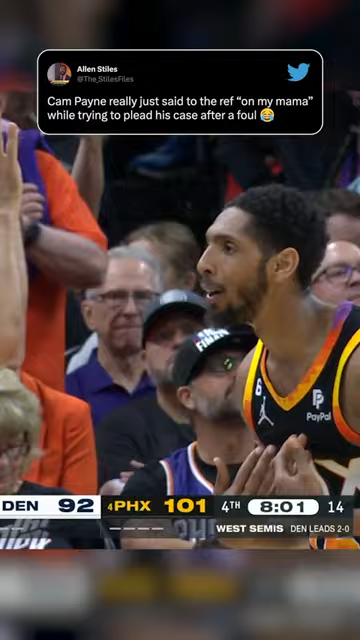 Allen Stiles
@The_StilesFiles
Cam Payne really just said to the ref “on my mama”
while trying to plead his case after a foul 😂
6
PayPal
DEN 92 4 PHX 101 4TH 8:01 14
WEST SEMIS DEN LEADS 2-0